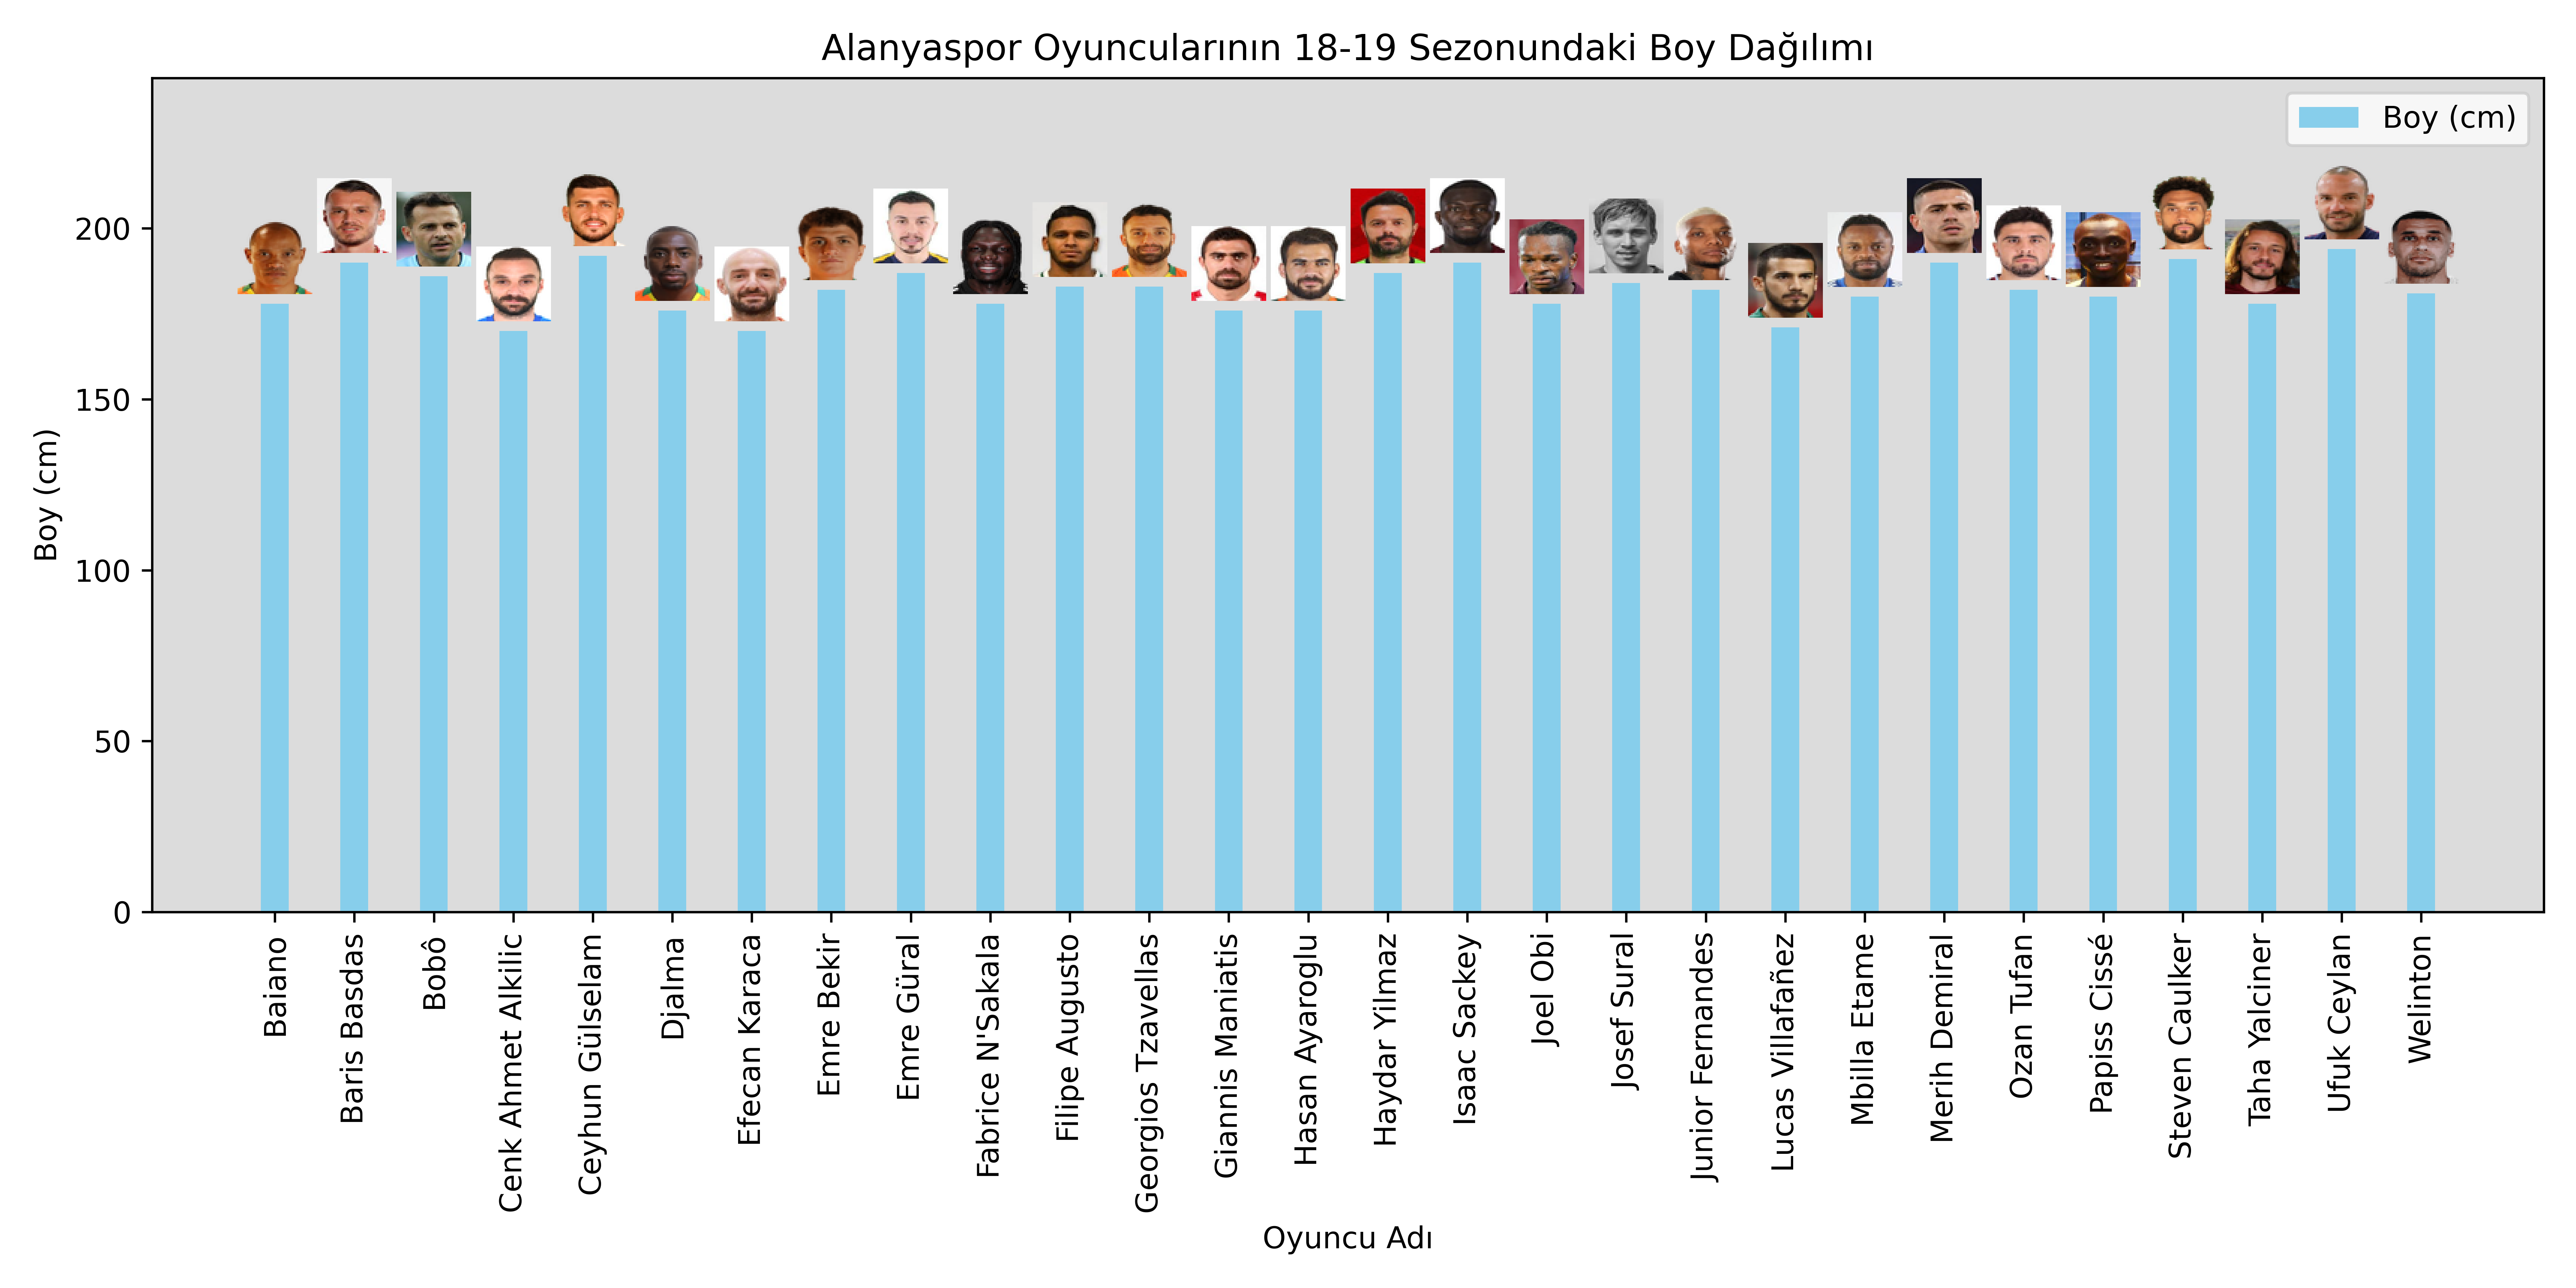 Alanyaspor Oyuncularının 18-19 Sezonundaki Boy Dağılımı
Boy (cm)
Boy (cm)
200
150
100
50
0
Baiano
Baris Basdas
Bobô
Cenk Ahmet Alkilic
Ceyhun Gülselam
Djalma
Efecan Karaca
Emre Bekir
Emre Güral
Fabrice N'Sakala
Filipe Augusto
Georgios Tzavellas
Giannis Maniatis
Hasan Ayaroglu
Haydar Yilmaz
Isaac Sackey
Joel Obi
Josef Sural
Junior Fernandes
Lucas Villafañez
Mbilla Etame
Merih Demiral
Ozan Tufan
Papiss Cissé
Steven Caulker
Taha Yalciner
Ufuk Ceylan
Welinton
Oyuncu Adı